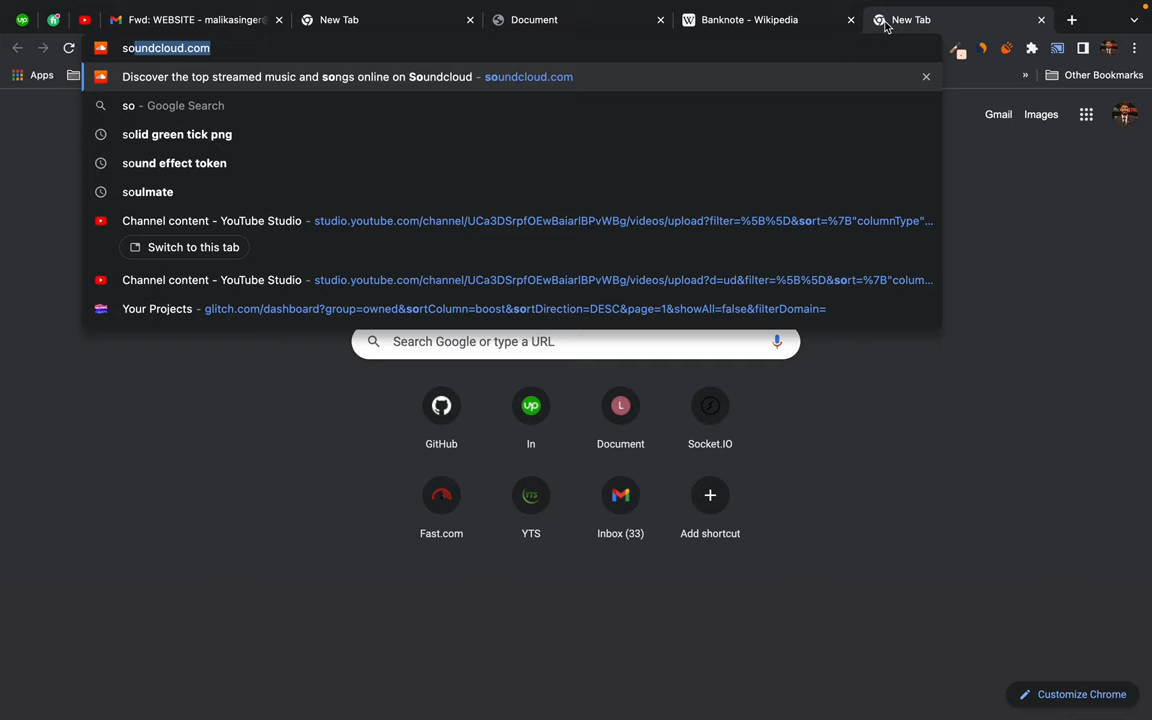 up fi Fwd: WEBSITE - malikasinger@ New Tab Document W Banknote - Wikipedia New Tab
soundcloud.com
Apps » Other Bookmarks
Discover the top streamed music and songs online on Soundcloud - soundcloud.com
so - Google Search
Gmail Images
solid green tick png
sound effect token
soulmate
Channel content - YouTube Studio - studio.youtube.com/channel/UCa3DSrpfOEwBaiarlBPvWBg/videos/upload?filter=%5B%5D&sort=%7B"columnType"...
Switch to this tab
Channel content - YouTube Studio - studio.youtube.com/channel/UCa3DSrpfOEwBaiarlBPvWBg/videos/upload?d=ud&filter=%5B%5D&sort=%7B"colum...
Your Projects - glitch.com/dashboard?group=owned&sortColumn=boost&sortDirection=DESC&page=1&showAll=false&filterDomain=
Search Google or type a URL
up L
GitHub In Document Socket.IO
YTS
Fast.com YTS Inbox (33) Add shortcut
Customize Chrome